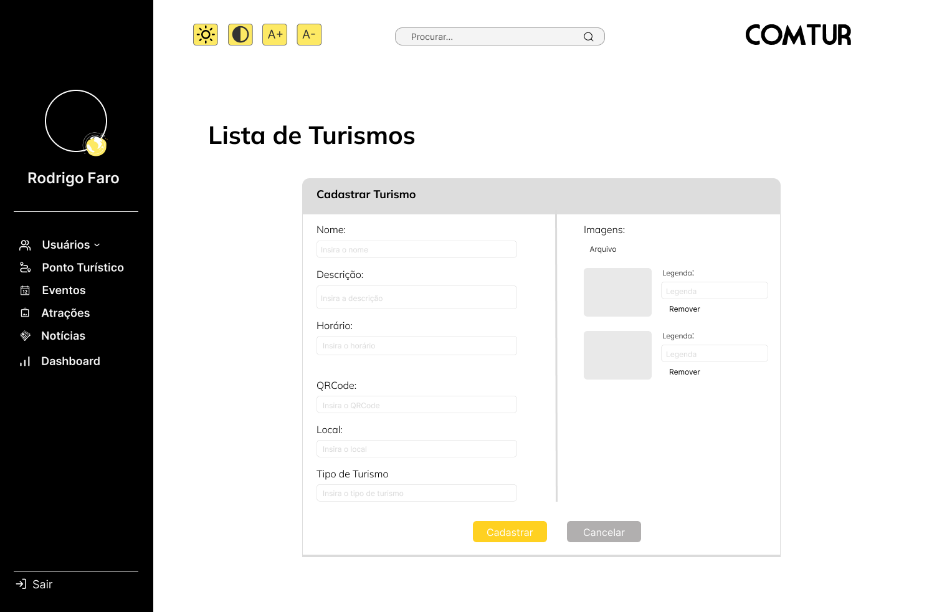 A+
A-
Procurar...
COMTUR
Rodrigo Faro
Usuários
Ponto Turístico
Eventos
Atrações
Notícias
Dashboard
Sair
Lista de Turismos
Cadastrar Turismo
Nome:
Insira o nome
Descrição:
Insira a descrição
Horário:
Insira o horário
QRCode:
Insira o QRCode
Local:
Insira o local
Tipo de Turismo
Insira o tipo de turismo
Imagens:
Arquivo
Legenda:
Legenda
Remover
Legenda:
Legenda
Remover
Cadastrar
Cancelar